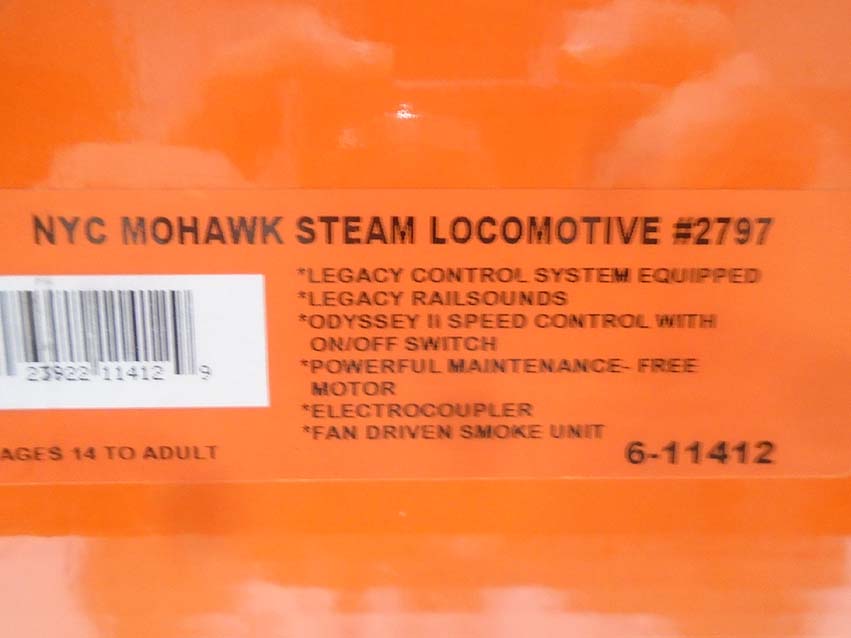 NYC MOHAWK STEAM LOCOMOTIVE #2797
*LEGACY CONTROL SYSTEM EQUIPPED
*LEGACY RAILSOUNDS
*ODYSSEY II SPEED CONTROL WITH
ON/OFF SWITCH
*POWERFUL MAINTENANCE- FREE
MOTOR
*ELECTROCOUPLER
*FAN DRIVEN SMOKE UNIT
23922 11412 9
AGES 14 TO ADULT
6-11412